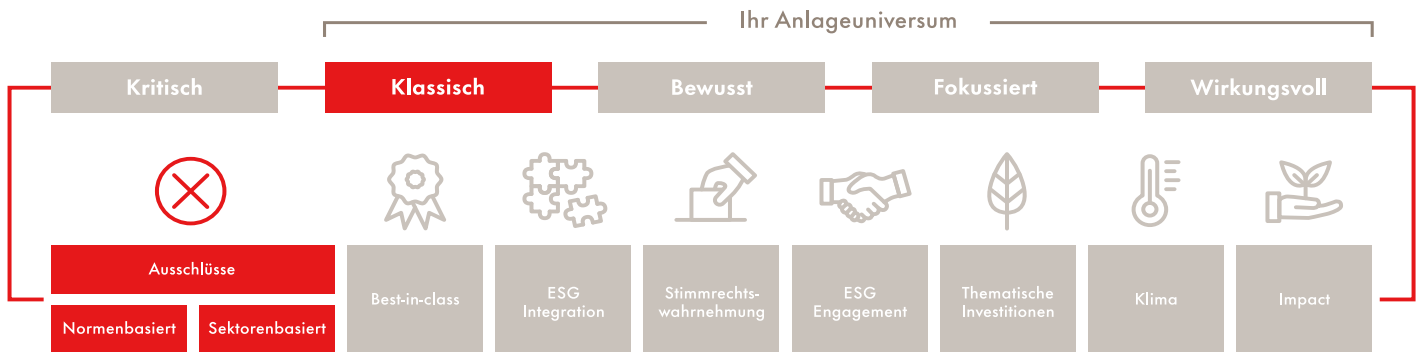 Ihr Anlageuniversum
Kritisch
Klassisch
Bewusst
Fokussiert
Wirkungsvoll
Ausschlüsse
Normenbasiert
Sektorenbasiert
Best-in-class
ESG
Integration
Stimmrechts-
wahrnehmung
ESG
Engagement
Thematische
Investitionen
Klima
Impact